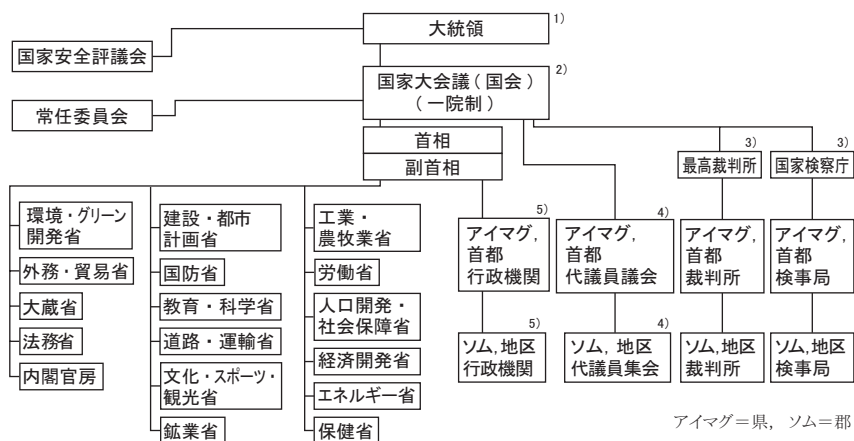 大統領
1)
国家安全評議会
国家大会議(国会)
(一院制)
2)
常任委員会
首相
副首相
3)
最高裁判所
3)
国家検察庁
環境・グリーン
開発省
外務・貿易省
大蔵省
法務省
内閣官房
建設・都市
計画省
国防省
教育・科学省
道路・運輸省
文化・スポーツ・
観光省
鉱業省
工業・
農牧業省
労働省
人口開発・
社会保障省
経済開発省
エネルギー省
保健省
5)
アイマグ,
首都
行政機関
4)
アイマグ,
首都
代議員議会
アイマグ,
首都
裁判所
アイマグ,
首都
検事局
5)
ソム,地区
行政機関
4)
ソム,地区
代議員集会
ソム,地区
裁判所
ソム,地区
検事局
アイマグ=県, ソム=郡